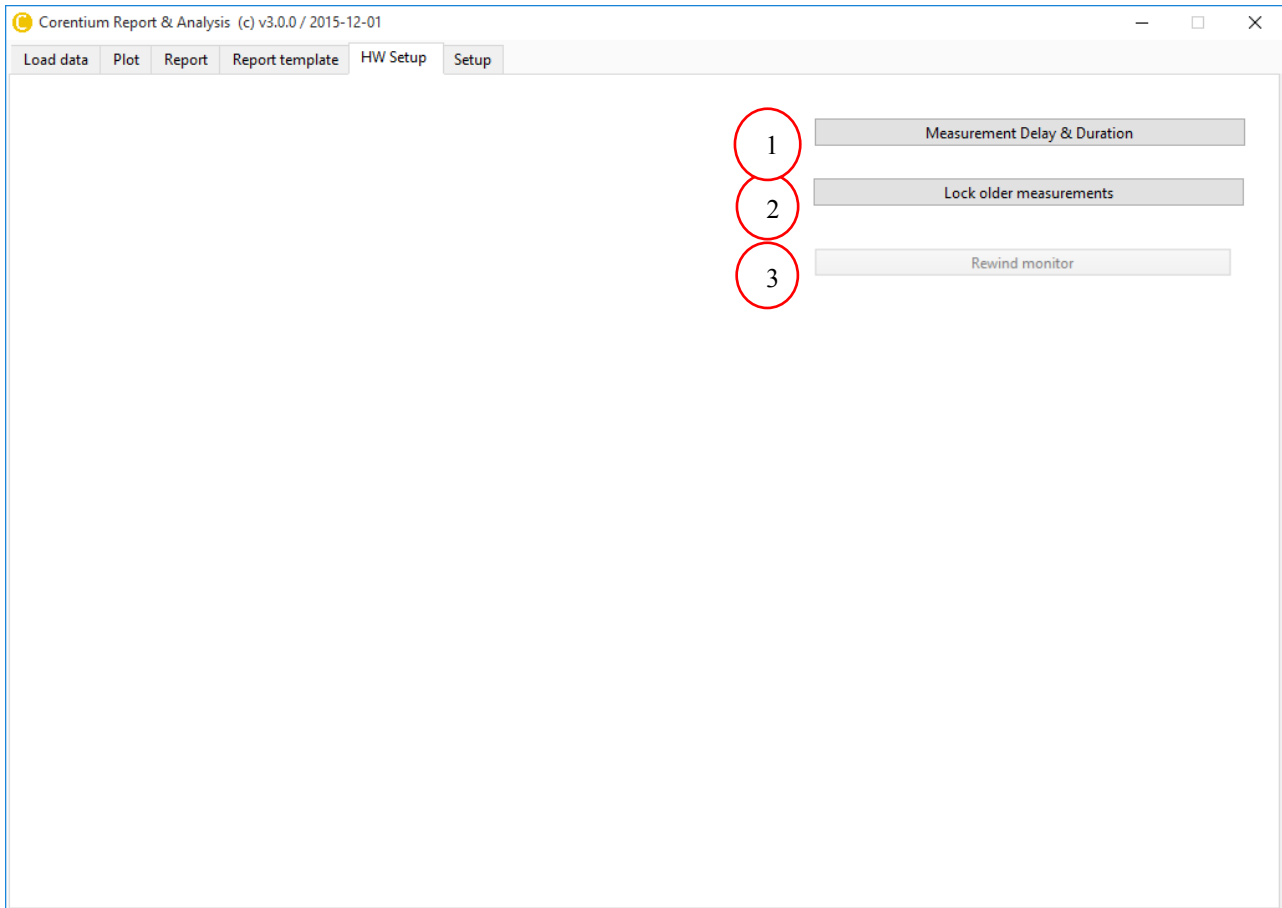 Corentium Report & Analysis (c) v3.0.0 / 2015-12-01
Load data Plot Report Report template HW Setup Setup
1 Measurement Delay & Duration
2 Lock older measurements
3 Rewind monitor